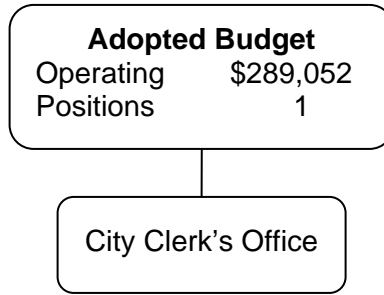 Adopted Budget
Operating $289,052
Positions 1
City Clerk's Office